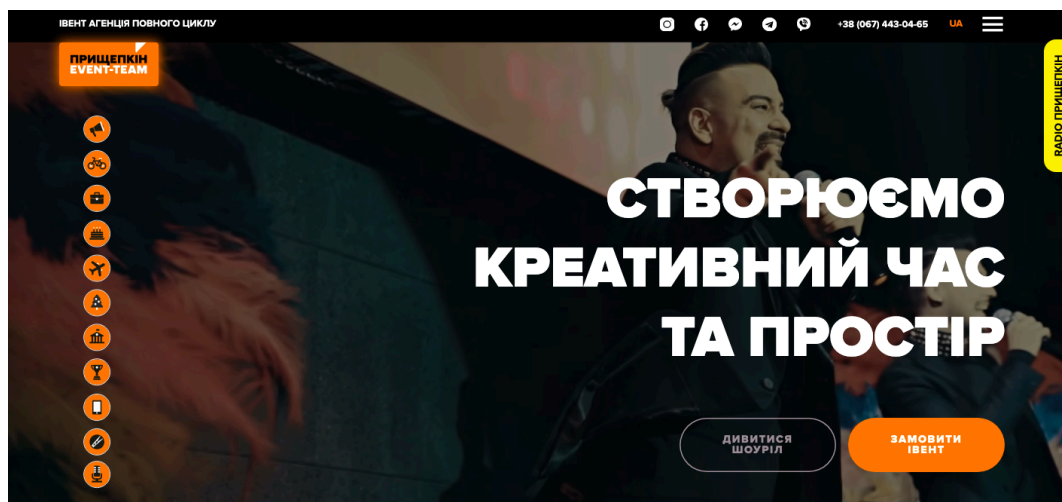 ІВЕНТ АГЕНЦІЯ ПОВНОГО ЦИКЛУ
+38 (067) 443-04-65
UA
ПРИЩЕПКІН
EVENT-TEAM
RADIO ПРИЩЕПКІН
СТВОРЮЄМО
КРЕАТИВНИЙ ЧАС
ТА ПРОСТІР
ДИВИТИСЯ
ШОУРІЛ
ЗАМОВИТИ
ІВЕНТ